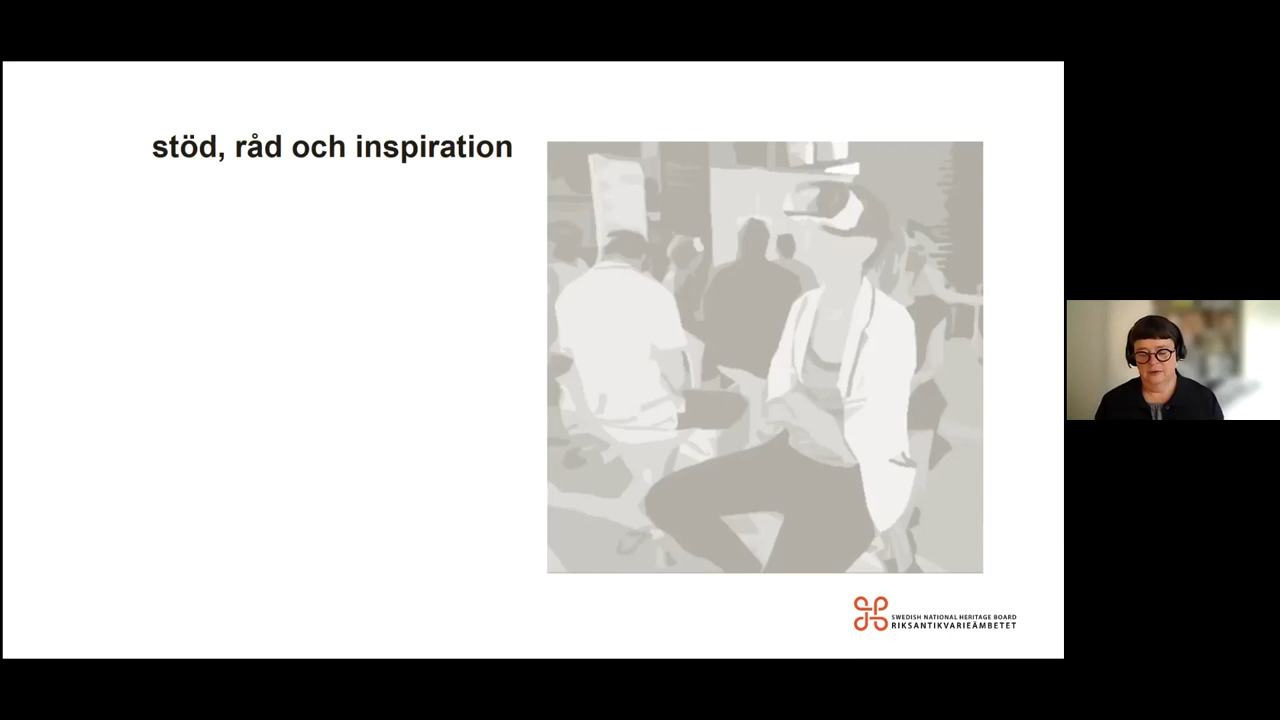 stöd, råd och inspiration
SWEDISH NATIONAL HERITAGE BOARD
RIKSANTIKVARIEÄMBETET